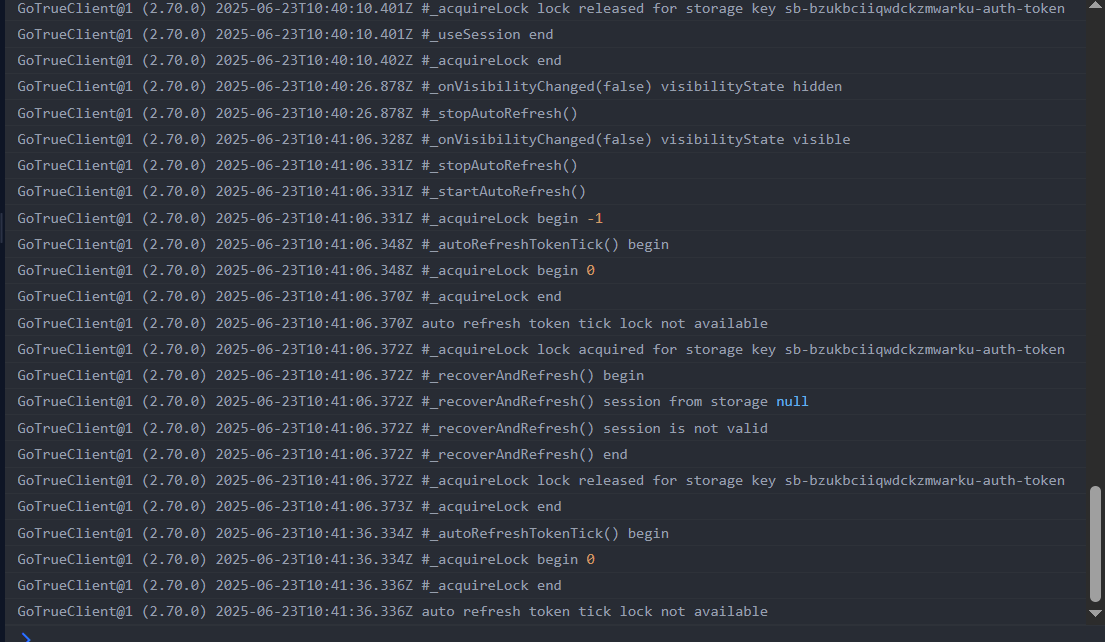 GoTrueClient@1 (2.70.0) 2025-06-23T10:40:10.401Z #_acquireLock lock released for storage key sb-bzukbciiqwdckzmwarku-auth-token
GoTrueClient@1 (2.70.0) 2025-06-23T10:40:10.401Z #_useSession end
GoTrueClient@1 (2.70.0) 2025-06-23T10:40:10.402Z #_acquireLock end
GoTrueClient@1 (2.70.0) 2025-06-23T10:40:26.878Z #_onVisibilityChanged(false) visibilityState hidden
GoTrueClient@1 (2.70.0) 2025-06-23T10:40:26.878Z #_stopAutoRefresh()
GoTrueClient@1 (2.70.0) 2025-06-23T10:41:06.328Z #_onVisibilityChanged(false) visibilityState visible
GoTrueClient@1 (2.70.0) 2025-06-23T10:41:06.331Z #_stopAutoRefresh()
GoTrueClient@1 (2.70.0) 2025-06-23T10:41:06.331Z #_startAutoRefresh()
GoTrueClient@1 (2.70.0) 2025-06-23T10:41:06.331Z #_acquireLock begin -1
GoTrueClient@1 (2.70.0) 2025-06-23T10:41:06.348Z #_autoRefreshTokenTick() begin
GoTrueClient@1 (2.70.0) 2025-06-23T10:41:06.348Z #_acquireLock begin 0
GoTrueClient@1 (2.70.0) 2025-06-23T10:41:06.370Z #_acquireLock end
GoTrueClient@1 (2.70.0) 2025-06-23T10:41:06.370Z auto refresh token tick lock not available
GoTrueClient@1 (2.70.0) 2025-06-23T10:41:06.372Z #_acquireLock lock acquired for storage key sb-bzukbciiqwdckzmwarku-auth-token
GoTrueClient@1 (2.70.0) 2025-06-23T10:41:06.372Z #_recoverAndRefresh() begin
GoTrueClient@1 (2.70.0) 2025-06-23T10:41:06.372Z #_recoverAndRefresh() session from storage null
GoTrueClient@1 (2.70.0) 2025-06-23T10:41:06.372Z #_recoverAndRefresh() session is not valid
GoTrueClient@1 (2.70.0) 2025-06-23T10:41:06.372Z #_recoverAndRefresh() end
GoTrueClient@1 (2.70.0) 2025-06-23T10:41:06.372Z #_acquireLock lock released for storage key sb-bzukbciiqwdckzmwarku-auth-token
GoTrueClient@1 (2.70.0) 2025-06-23T10:41:06.373Z #_acquireLock end
GoTrueClient@1 (2.70.0) 2025-06-23T10:41:36.334Z #_autoRefreshTokenTick() begin
GoTrueClient@1 (2.70.0) 2025-06-23T10:41:36.334Z #_acquireLock begin 0
GoTrueClient@1 (2.70.0) 2025-06-23T10:41:36.336Z #_acquireLock end
GoTrueClient@1 (2.70.0) 2025-06-23T10:41:36.336Z auto refresh token tick lock not available